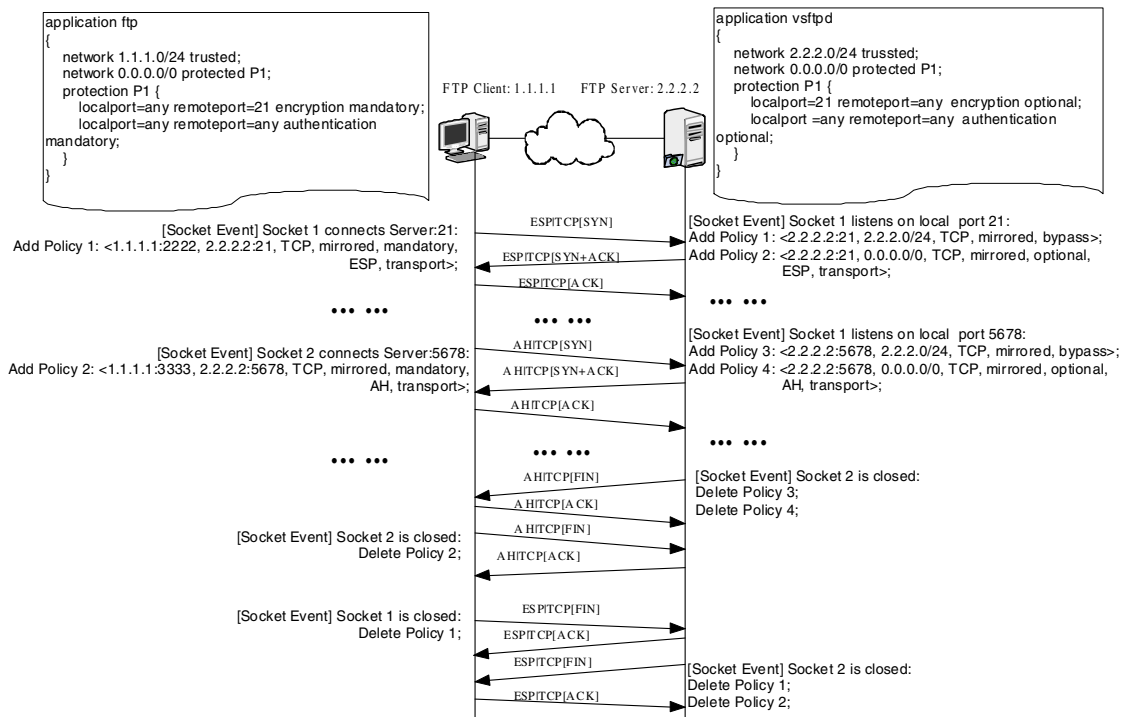 application ftp
{
network 1.1.1.0/24 trusted;
network 0.0.0.0/0 protected P1;
protection P1 {
localport=any remoteport=21 encryption mandatory;
localport=any remoteport=any authentication
mandatory;
}
}
application vsftpd
{
network 2.2.2.0/24 trussted;
network 0.0.0.0/0 protected P1;
protection P1 {
localport=21 remoteport=any encryption optional;
localport =any remoteport=any authentication
optional;
}
}
FTP Client: 1.1.1.1
FTP Server: 2.2.2.2
[Socket Event] Socket 1 connects Server:21:
Add Policy 1: <1.1.1.1:2222, 2.2.2.2:21, TCP, mirrored, mandatory,
ESP, transport>;
ESP|TCP[SYN]
ESP|TCP[SYN+ACK]
ESP|TCP[ACK]
[Socket Event] Socket 1 listens on local port 21:
Add Policy 1: <2.2.2.2:21, 2.2.2.0/24, TCP, mirrored, bypass>;
Add Policy 2: <2.2.2.2:21, 0.0.0.0/0, TCP, mirrored, optional,
ESP, transport>;
••• •••
••• •••
••• •••
[Socket Event] Socket 2 connects Server:5678:
Add Policy 2: <1.1.1.1:3333, 2.2.2.2:5678, TCP, mirrored, mandatory,
AH, transport>;
AH|TCP[SYN]
AH|TCP[SYN+ACK]
AH|TCP[ACK]
[Socket Event] Socket 1 listens on local port 5678:
Add Policy 3: <2.2.2.2:5678, 2.2.2.0/24, TCP, mirrored, bypass>;
Add Policy 4: <2.2.2.2:5678, 0.0.0.0/0, TCP, mirrored, optional,
AH, transport>;
••• •••
••• •••
••• •••
AH|TCP[FIN]
AH|TCP[ACK]
AH|TCP[FIN]
AH|TCP[ACK]
[Socket Event] Socket 2 is closed:
Delete Policy 3;
Delete Policy 4;
[Socket Event] Socket 2 is closed:
Delete Policy 2;
[Socket Event] Socket 1 is closed:
Delete Policy 1;
ESP|TCP[FIN]
ESP|TCP[ACK]
ESP|TCP[FIN]
ESP|TCP[ACK]
[Socket Event] Socket 2 is closed:
Delete Policy 1;
Delete Policy 2;